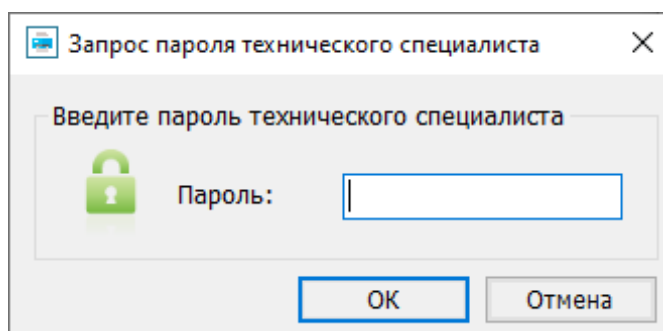 Запрос пароля технического специалиста
Введите пароль технического специалиста
Пароль:
ОК
Отмена